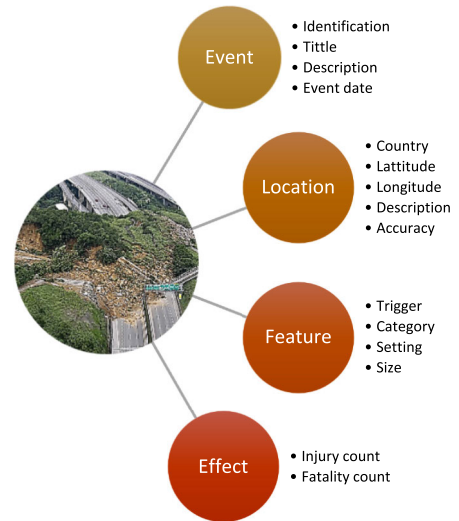 Event
• Identification
• Tittle
• Description
• Event date
Location
• Country
• Lattitude
• Longitude
• Description
• Accuracy
Feature
• Trigger
• Category
• Setting
• Size
Effect
• Injury count
• Fatality count